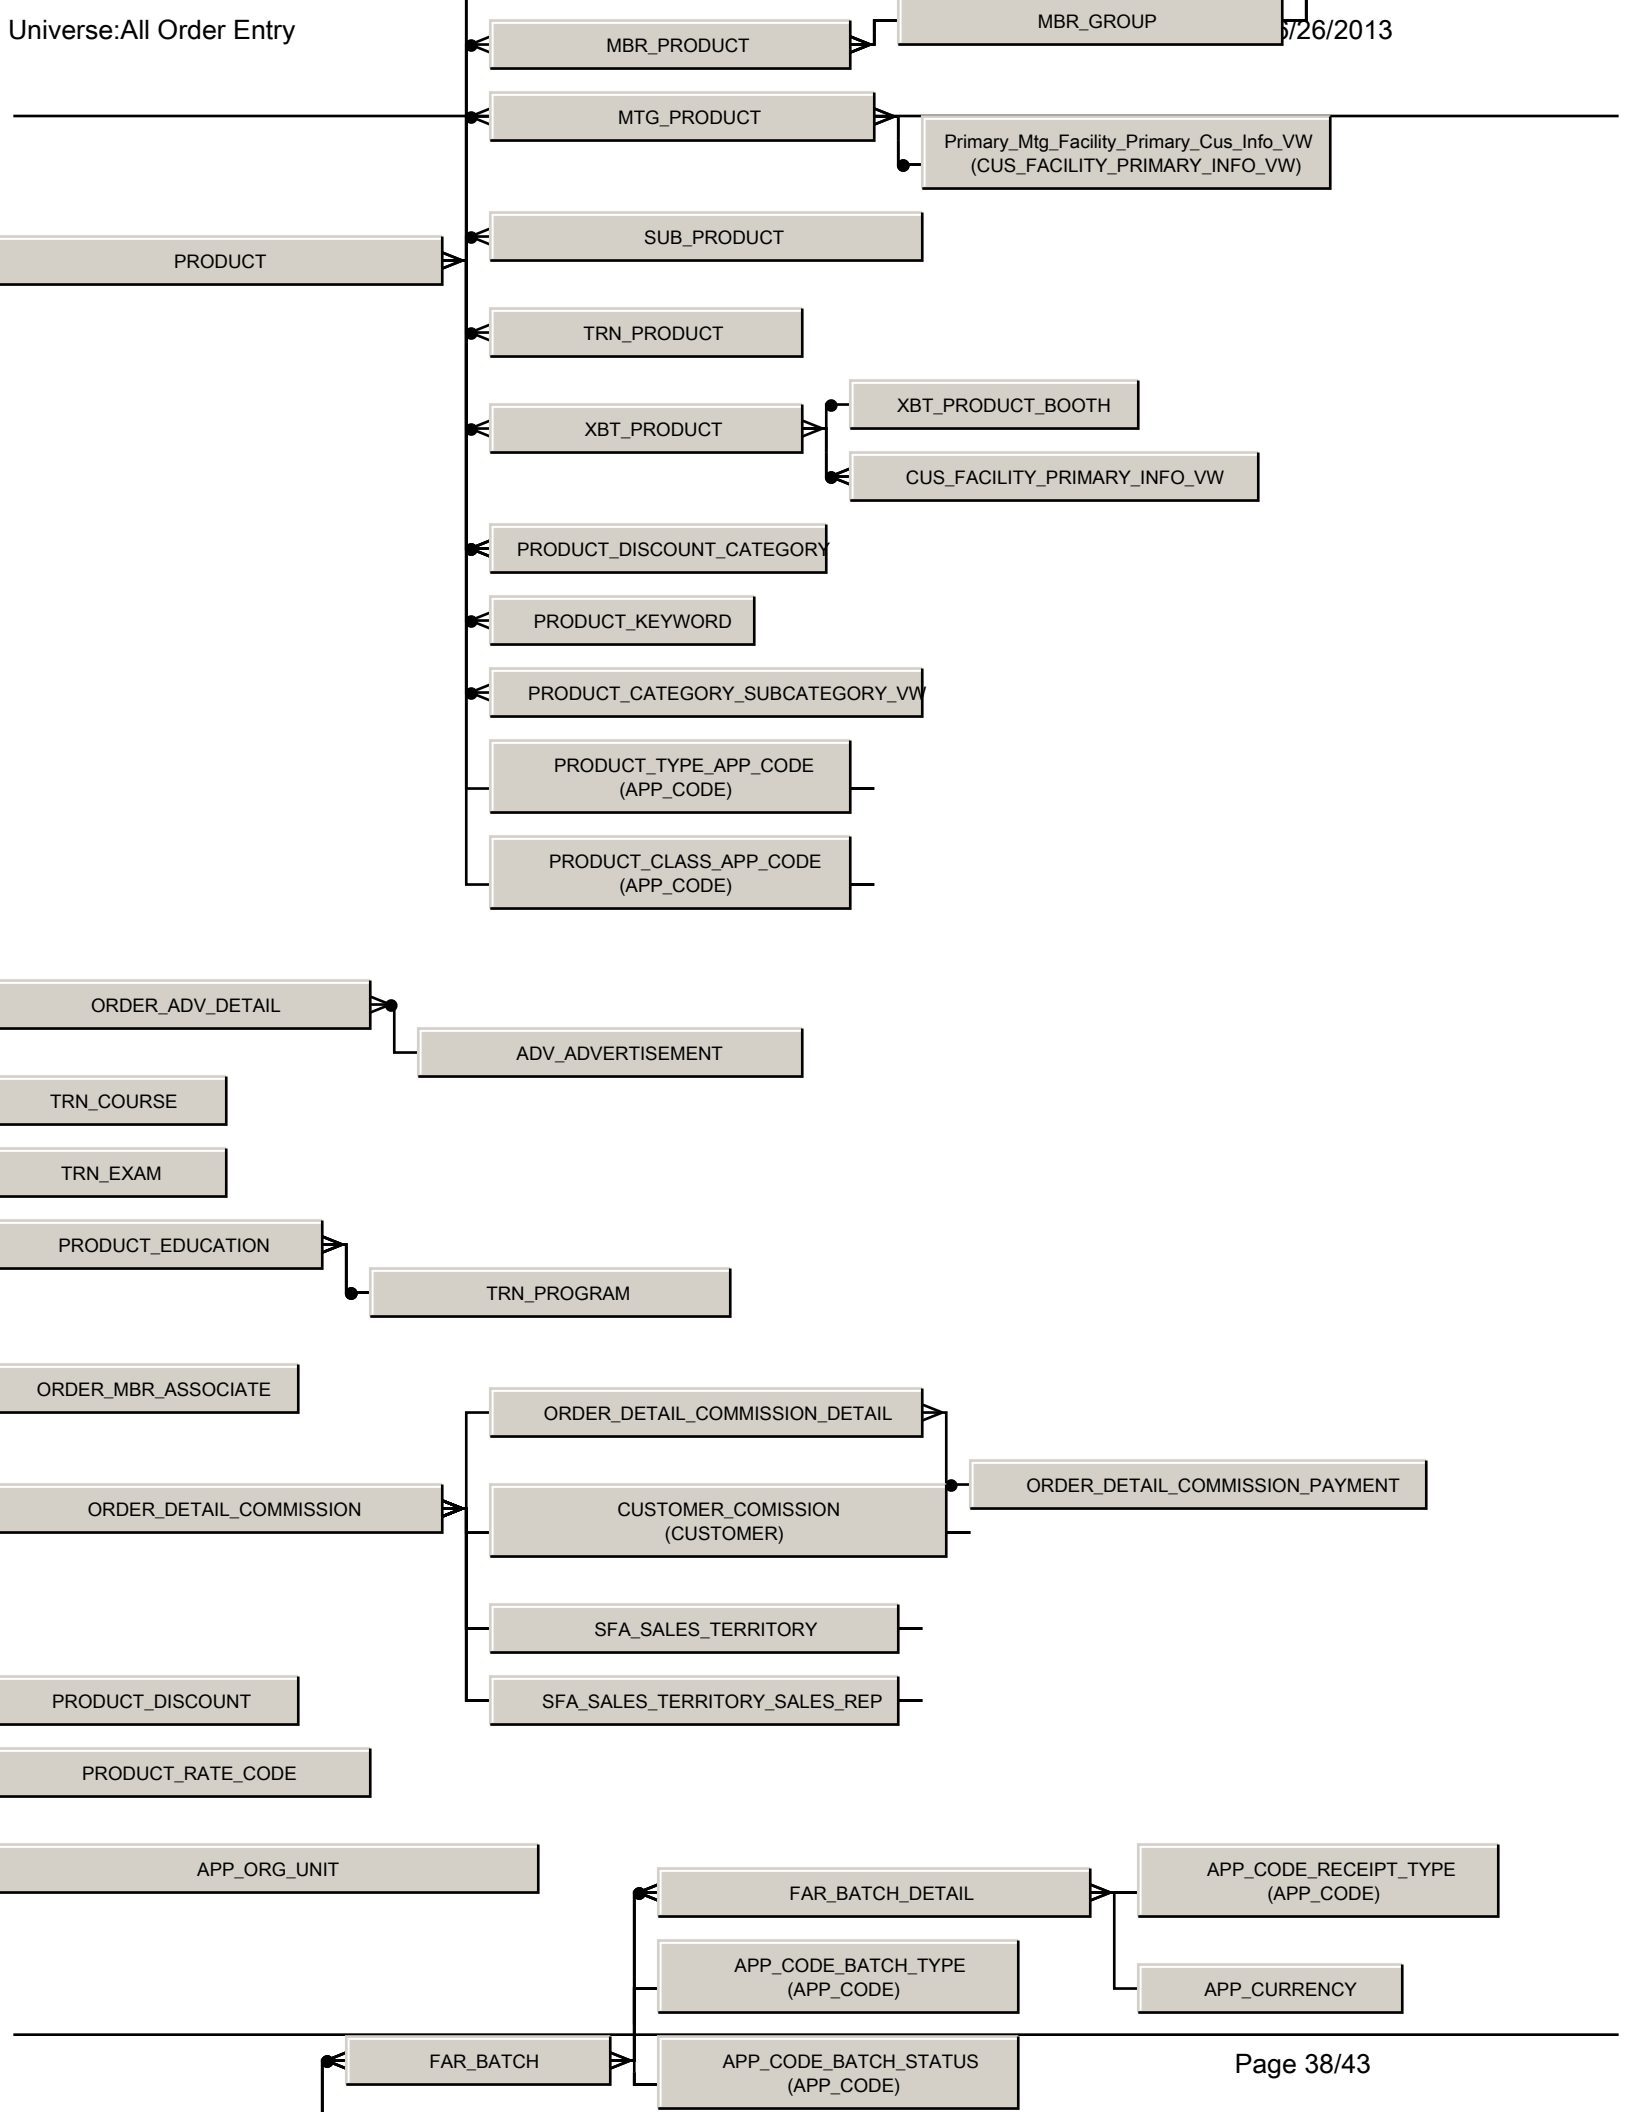 Universe:All Order Entry
MBR_GROUP
/26/2013
MBR_PRODUCT
MTG_PRODUCT
Primary_Mtg_Facility_Primary_Cus_Info_VW
(CUS_FACILITY_PRIMARY_INFO_VW)
SUB_PRODUCT
PRODUCT
TRN_PRODUCT
XBT_PRODUCT_BOOTH
XBT_PRODUCT
CUS_FACILITY_PRIMARY_INFO_VW
PRODUCT_DISCOUNT_CATEGORY
PRODUCT_KEYWORD
PRODUCT_CATEGORY_SUBCATEGORY_VW
PRODUCT_TYPE_APP_CODE
(APP_CODE)
PRODUCT_CLASS_APP_CODE
(APP_CODE)
ORDER_ADV_DETAIL
ADV_ADVERTISEMENT
TRN_COURSE
TRN_EXAM
PRODUCT_EDUCATION
TRN_PROGRAM
ORDER_MBR_ASSOCIATE
ORDER_DETAIL_COMMISSION_DETAIL
ORDER_DETAIL_COMMISSION_PAYMENT
ORDER_DETAIL_COMMISSION
CUSTOMER_COMISSION
(CUSTOMER)
SFA_SALES_TERRITORY
PRODUCT_DISCOUNT
SFA_SALES_TERRITORY_SALES_REP
PRODUCT_RATE_CODE
APP_ORG_UNIT
FAR_BATCH_DETAIL
APP_CODE_RECEIPT_TYPE
(APP_CODE)
APP_CODE_BATCH_TYPE
(APP_CODE)
APP_CURRENCY
FAR_BATCH
APP_CODE_BATCH_STATUS
(APP_CODE)
Page 38/43